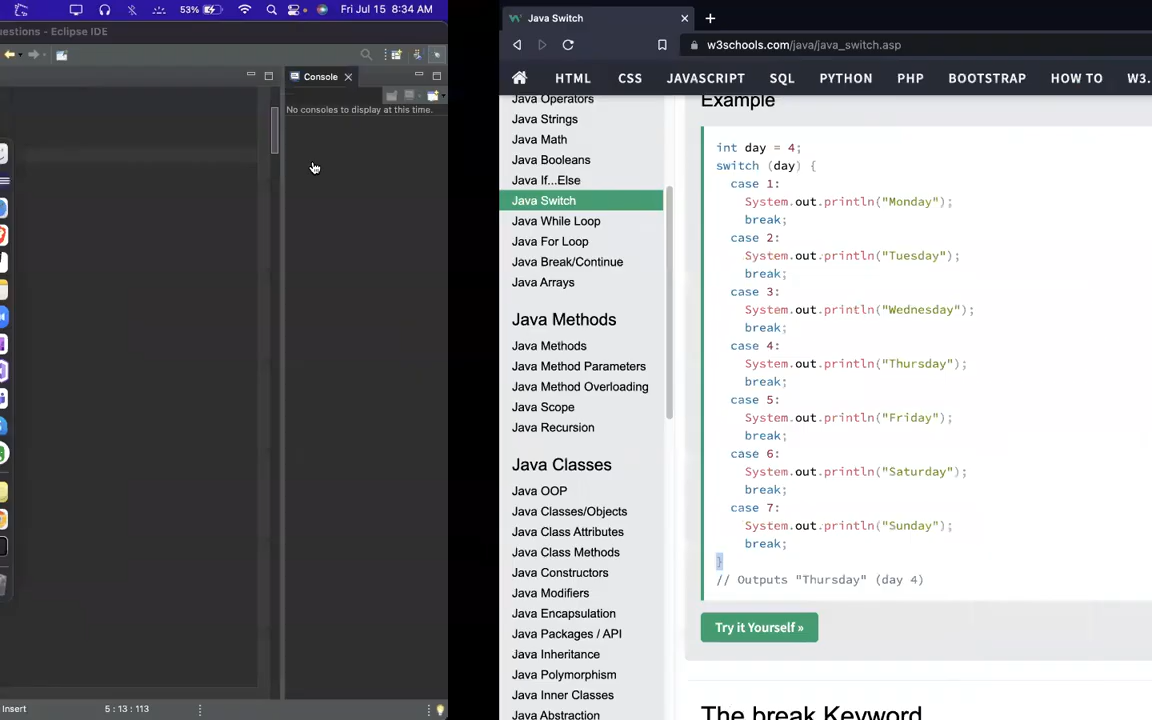 53%
Fri Jul 15 8:34 AM
uestions - Eclipse IDE
Console
No consoles to display at this time.
Insert
5 : 13 : 113
Java Switch
w3schools.com/java/java_switch.asp
HTML CSS JAVASCRIPT SQL PYTHON PHP BOOTSTRAP HOW TO W3.
Java Operators
Java Strings
Java Math
Java Booleans
Java If...Else
Java Switch
Java While Loop
Java For Loop
Java Break/Continue
Java Arrays
Java Methods
Java Methods
Java Method Parameters
Java Method Overloading
Java Scope
Java Recursion
Java Classes
Java OOP
Java Classes/Objects
Java Class Attributes
Java Class Methods
Java Constructors
Java Modifiers
Java Encapsulation
Java Packages / API
Java Inheritance
Java Polymorphism
Java Inner Classes
Java Abstraction
Example
int day = 4;
switch (day) {
case 1:
System.out.println("Monday");
break;
case 2:
System.out.println("Tuesday");
break;
case 3:
System.out.println("Wednesday");
break;
case 4:
System.out.println("Thursday");
break;
case 5:
System.out.println("Friday");
break;
case 6:
System.out.println("Saturday");
break;
case 7:
System.out.println("Sunday");
break;
}
// Outputs "Thursday" (day 4)
Try it Yourself »
The break Keyword